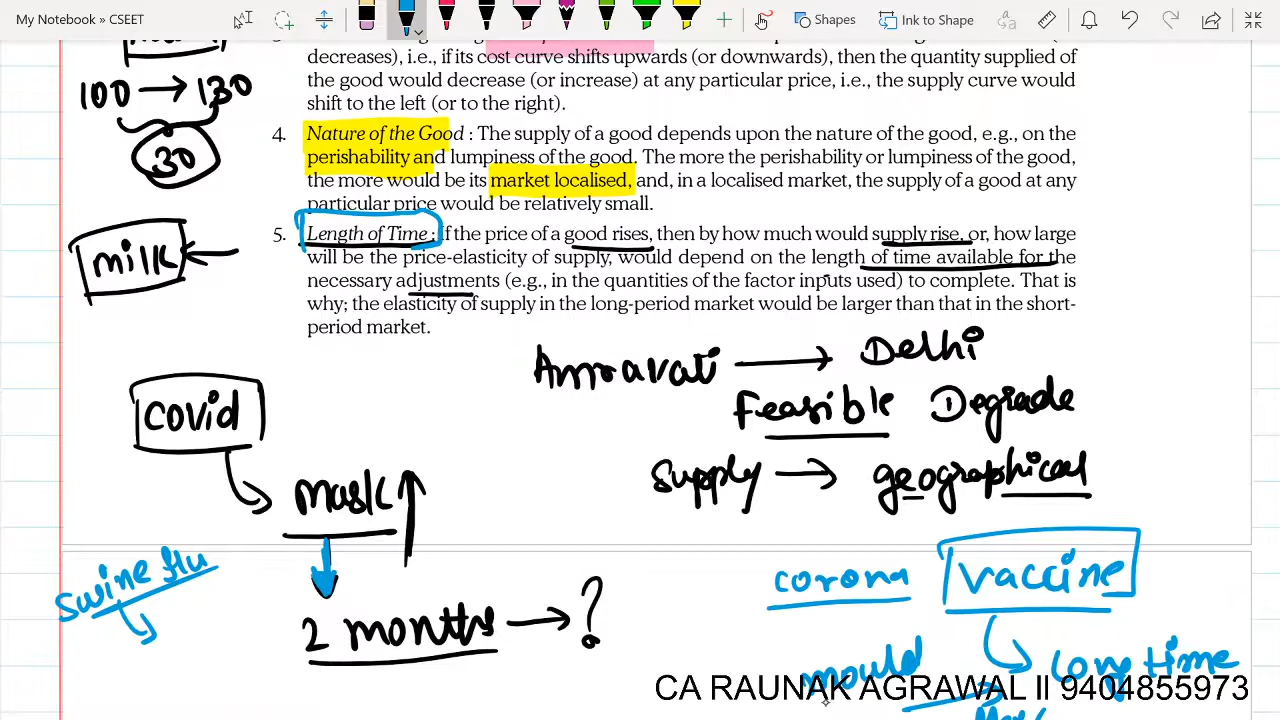 My Notebook » CSEET
Shapes
Ink to Shape
decreases), i.e., if its cost curve shifts upwards (or downwards), then the quantity supplied
of the good would decrease (or increase) at any particular price, i.e., the supply curve would
shift to the left (or to the right).
100 → 130
30
4. Nature of the Good : The supply of a good depends upon the nature of the good, e.g., on the
perishability and lumpiness of the good. The more the perishability or lumpiness of the good,
the more would be its market localised, and, in a localised market, the supply of a good at any
particular price would be relatively small.
5. Length of Time : If the price of a good rises, then by how much would supply rise, or, how large
will be the price-elasticity of supply, would depend on the length of time available for the
necessary adjustments (e.g., in the quantities of the factor inputs used) to complete. That is
why; the elasticity of supply in the long-period market would be larger than that in the short-
period market.
milk
Amravati → Delhi
Feasible Degrade
Supply → geographical
covid
mask
2 months → ?
swine flu
corona vaccine
mould
long time
CA RAUNAK AGRAWAL II 9404855973